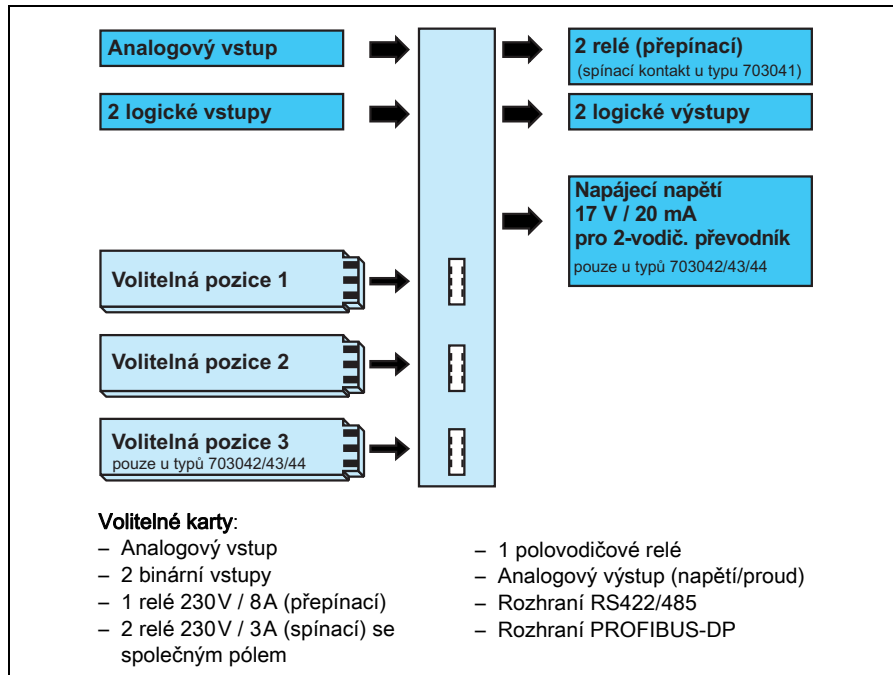 Analogový vstup
2 relé (přepínací)
(spínací kontakt u typu 703041)
2 logické vstupy
2 logické výstupy
Napájecí napětí
17 V / 20 mA
pro 2-vodič. převodník
pouze u typů 703042/43/44
Volitelná pozice 1
Volitelná pozice 2
Volitelná pozice 3
pouze u typů 703042/43/44
Volitelné karty:
– Analogový vstup
– 2 binární vstupy
– 1 relé 230V / 8A (přepínací)
– 2 relé 230V / 3A (spínací) se
společným pólem
– 1 polovodičové relé
– Analogový výstup (napětí/proud)
– Rozhraní RS422/485
– Rozhraní PROFIBUS-DP